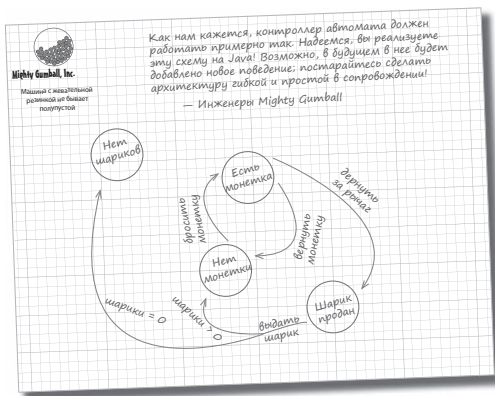 Как нам кажется, контроллер автомата должен
работать примерно так. Надеемся, вы реализуете
эту схему на Java! Возможно, в будущем в нее будет
добавлено новое поведение; постарайтесь сделать
архитектуру гибкой и простой в сопровождении!
— Инженеры Mighty Gumball
Mighty Gumball, Inc.
Машина с жевательной
резинкой не бывает
полупустой
Нет
шариков
Есть
монетка
дернуть
за рычаг
бросить
монетку
вернуть
монетку
Нет
монетки
Шарик
продан
шарики = 0
шарики > 0
выдать
шарик